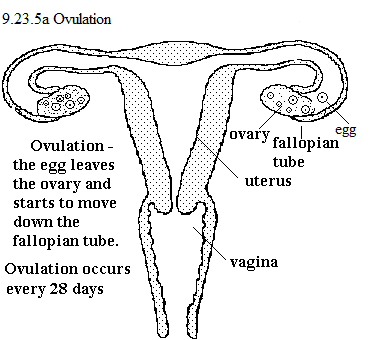 9.23.5a Ovulation
ovary
fallopian
tube
egg
uterus
Ovulation -
the egg leaves
the ovary and
starts to move
down the
fallopian tube.
Ovulation occurs
every 28 days
vagina